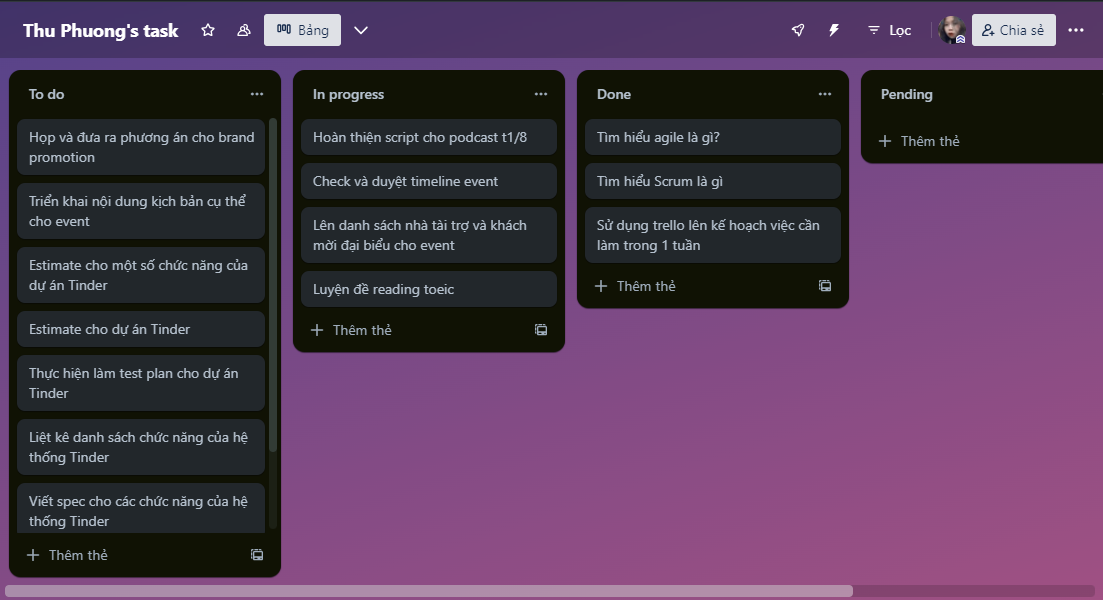 Thu Phuong's task
Bảng
Lọc
Chia sẻ
To do
Họp và đưa ra phương án cho brand
promotion
Triển khai nội dung kịch bản cụ thể
cho event
Estimate cho một số chức năng của
dự án Tinder
Estimate cho dự án Tinder
Thực hiện làm test plan cho dự án
Tinder
Liệt kê danh sách chức năng của hệ
thống Tinder
Viết spec cho các chức năng của hệ
thống Tinder
Thêm thẻ
In progress
Hoàn thiện script cho podcast t1/8
Check và duyệt timeline event
Lên danh sách nhà tài trợ và khách
mời đại biểu cho event
Luyện đề reading toeic
Thêm thẻ
Done
Tìm hiểu agile là gì?
Tìm hiểu Scrum là gì
Sử dụng trello lên kế hoạch việc cần
làm trong 1 tuần
Thêm thẻ
Pending
Thêm thẻ